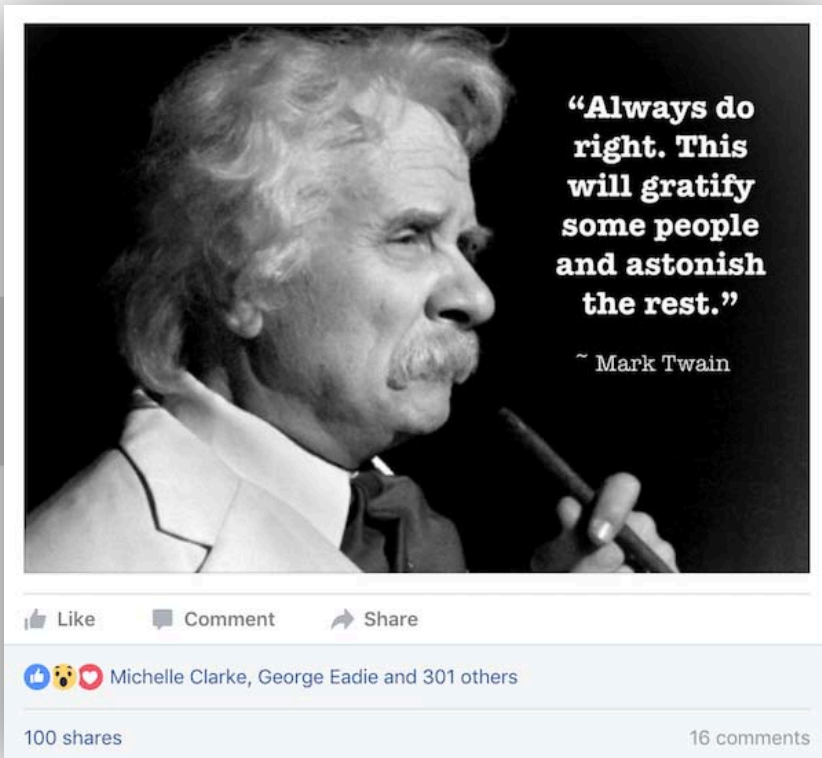 “Always do
right. This
will gratify
some people
and astonish
the rest.”
~ Mark Twain
Like Comment Share
Michelle Clarke, George Eadie and 301 others
100 shares 16 comments